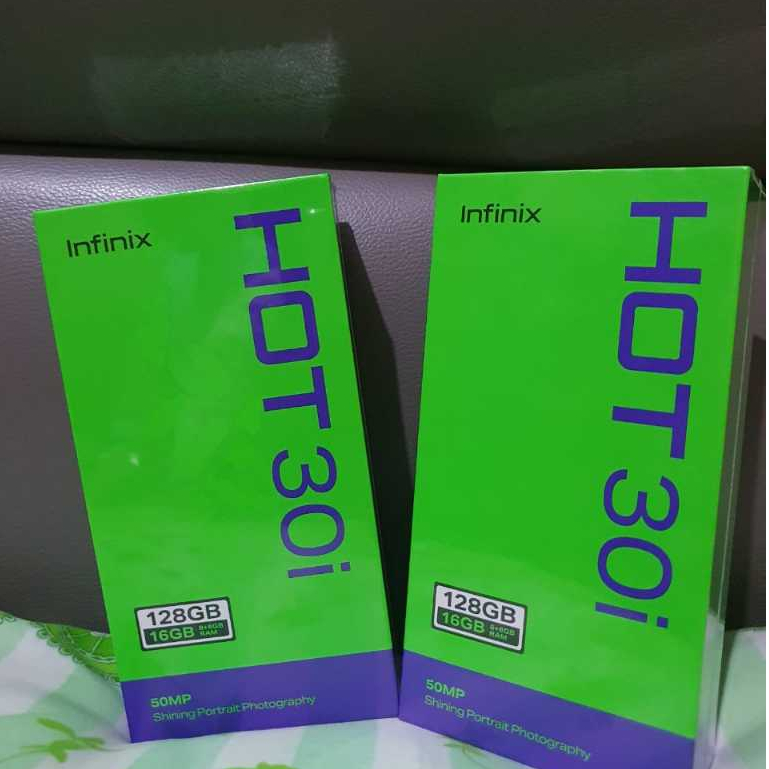 Infinix
HOT 30i
128GB
16GB 8+8GB
RAM
50MP
Shining Portrait Photography
Infinix
HOT 30i
128GB
16GB 8+8GB
RAM
50MP
Shining Portrait Photography